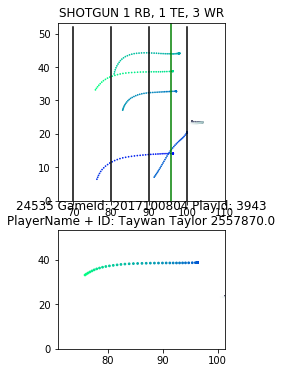 SHOTGUN 1 RB, 1 TE, 3 WR
50
40
30
20
10
0
70 80 90 100 110
24535 GameId: 2017100804 PlayId: 3943
PlayerName + ID: Taywan Taylor 2557870.0
40
20
0
80 90 100